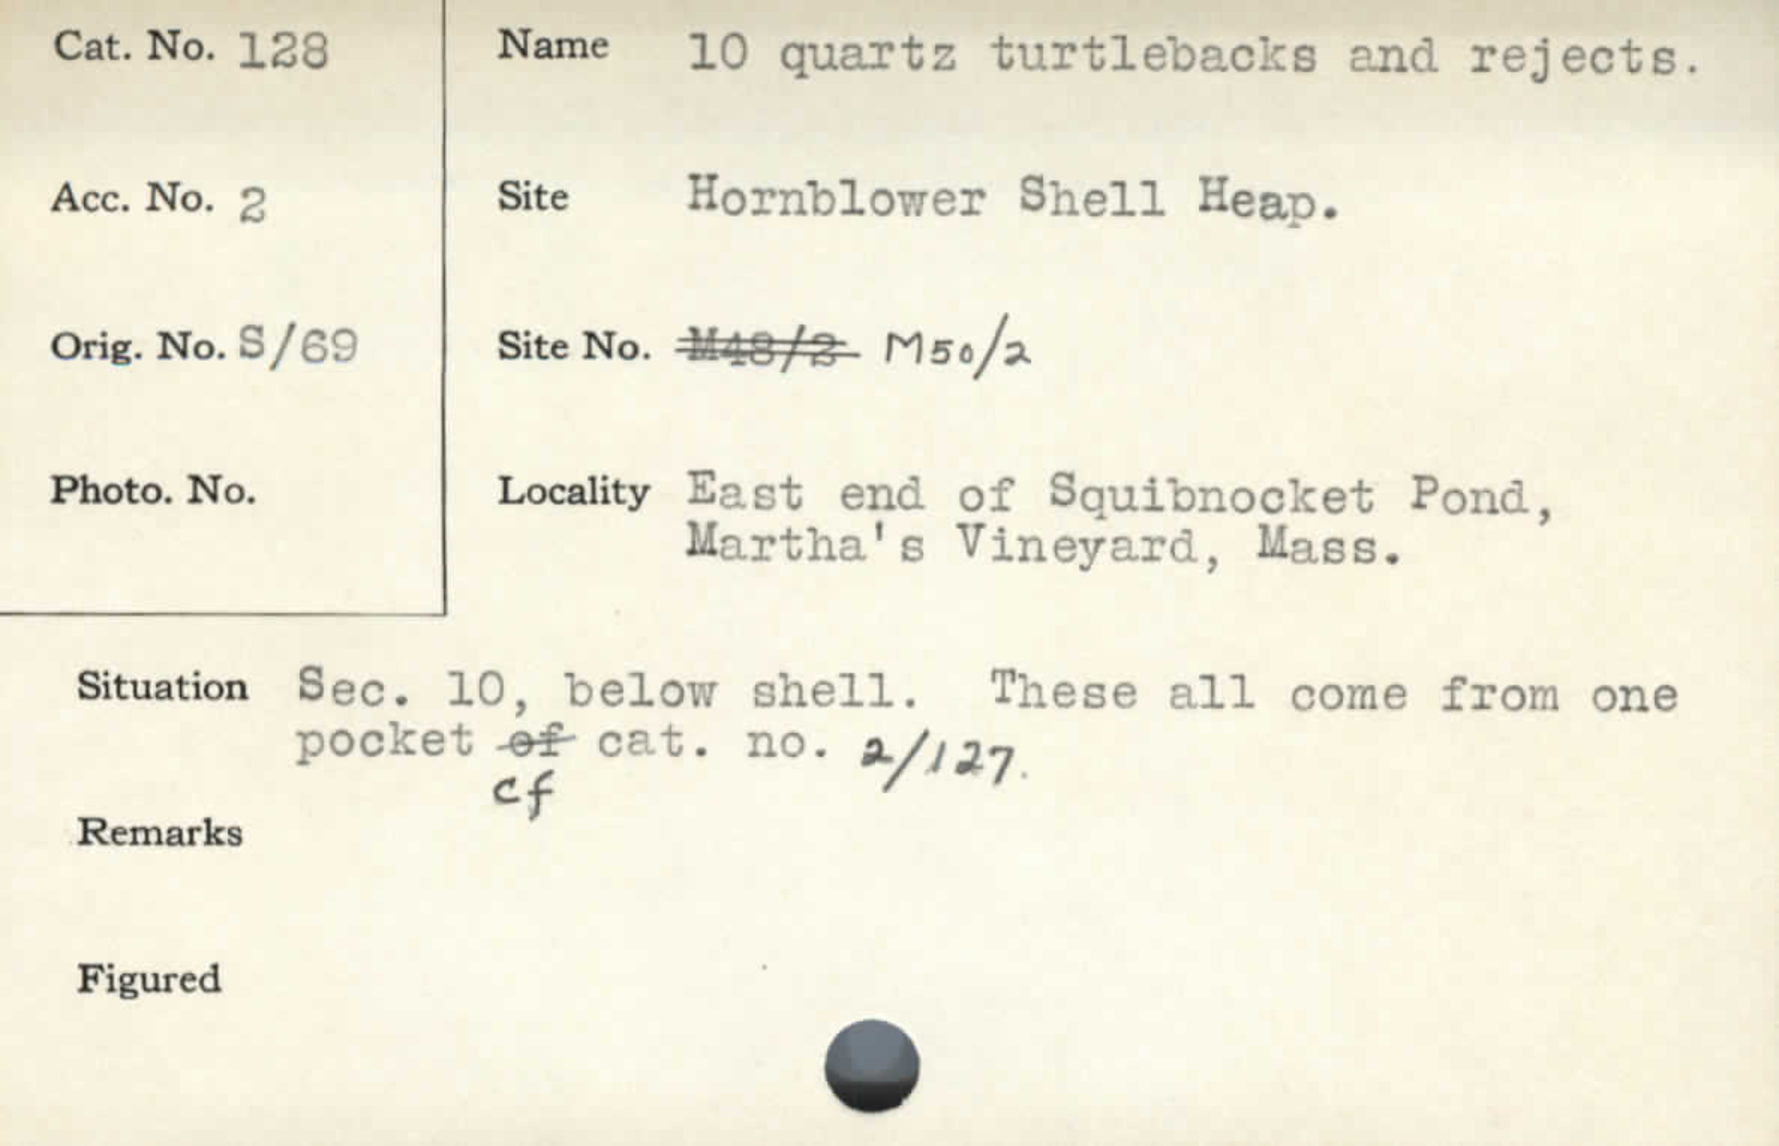 Cat. No. 128
Name 10 quartz turtlebacks and rejects.
Acc. No. 2
Site Hornblower Shell Heap.
Orig. No. S/69
Site No. M48/2 M50/2
Photo. No.
Locality East end of Squibnocket Pond,
Martha's Vineyard, Mass.
Situation Sec. 10, below shell. These all come from one
pocket of cat. no. 2/127.
cf
Remarks
Figured